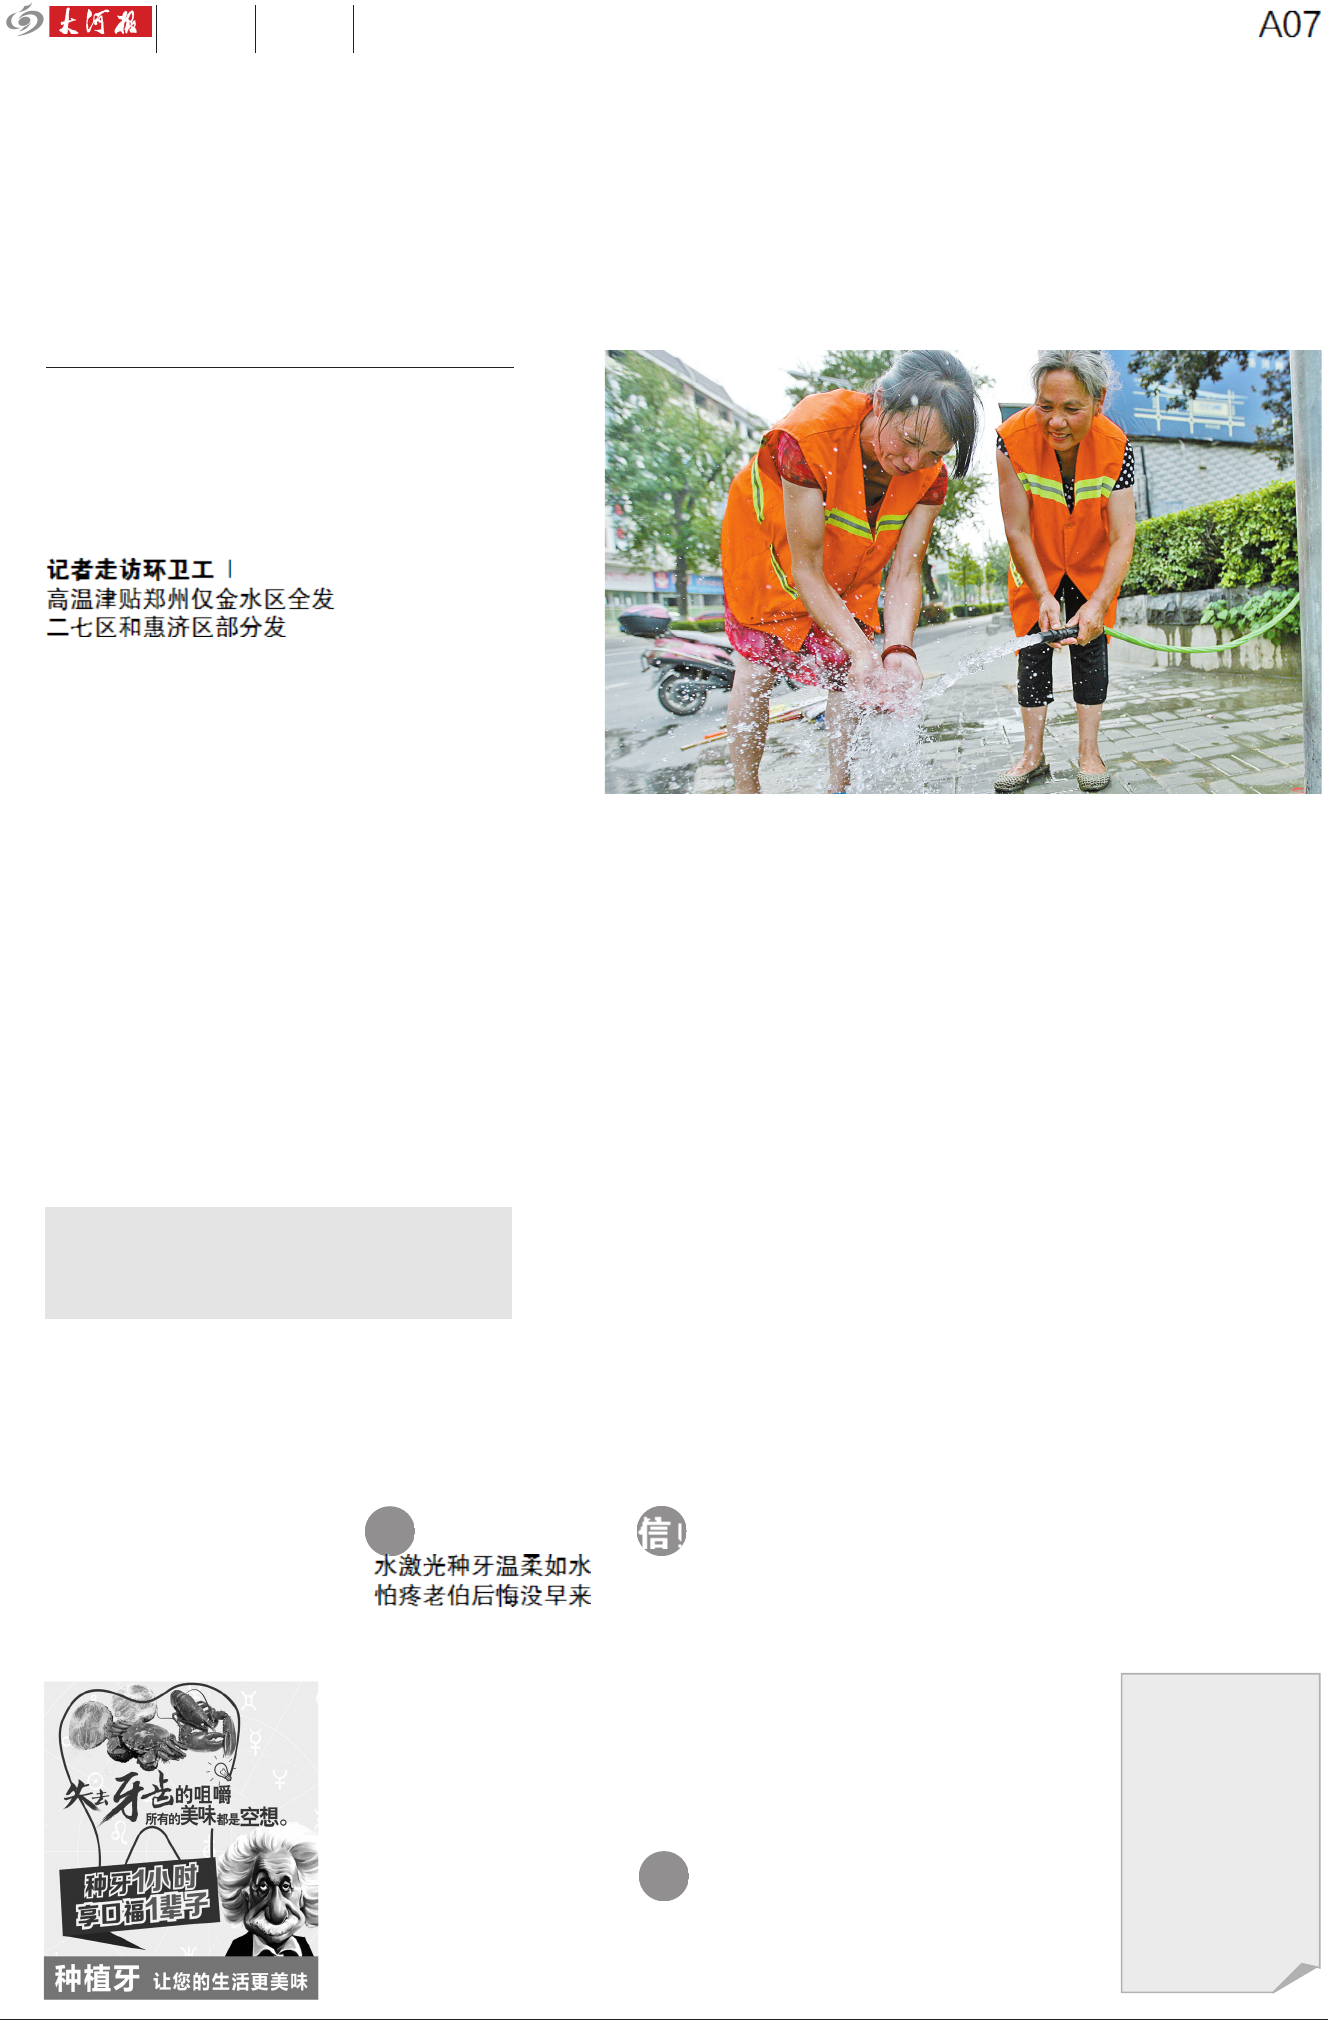 大河报
A07
记者走访环卫工
高温津贴郑州仅金水区全发
二七区和惠济区部分发
信!
水激光种牙温柔如水
怕疼老伯后悔没早来
失去牙齿的咀嚼
所有的美味都是空想。
种牙1小时
享口福1辈子
种植牙 让您的生活更美味